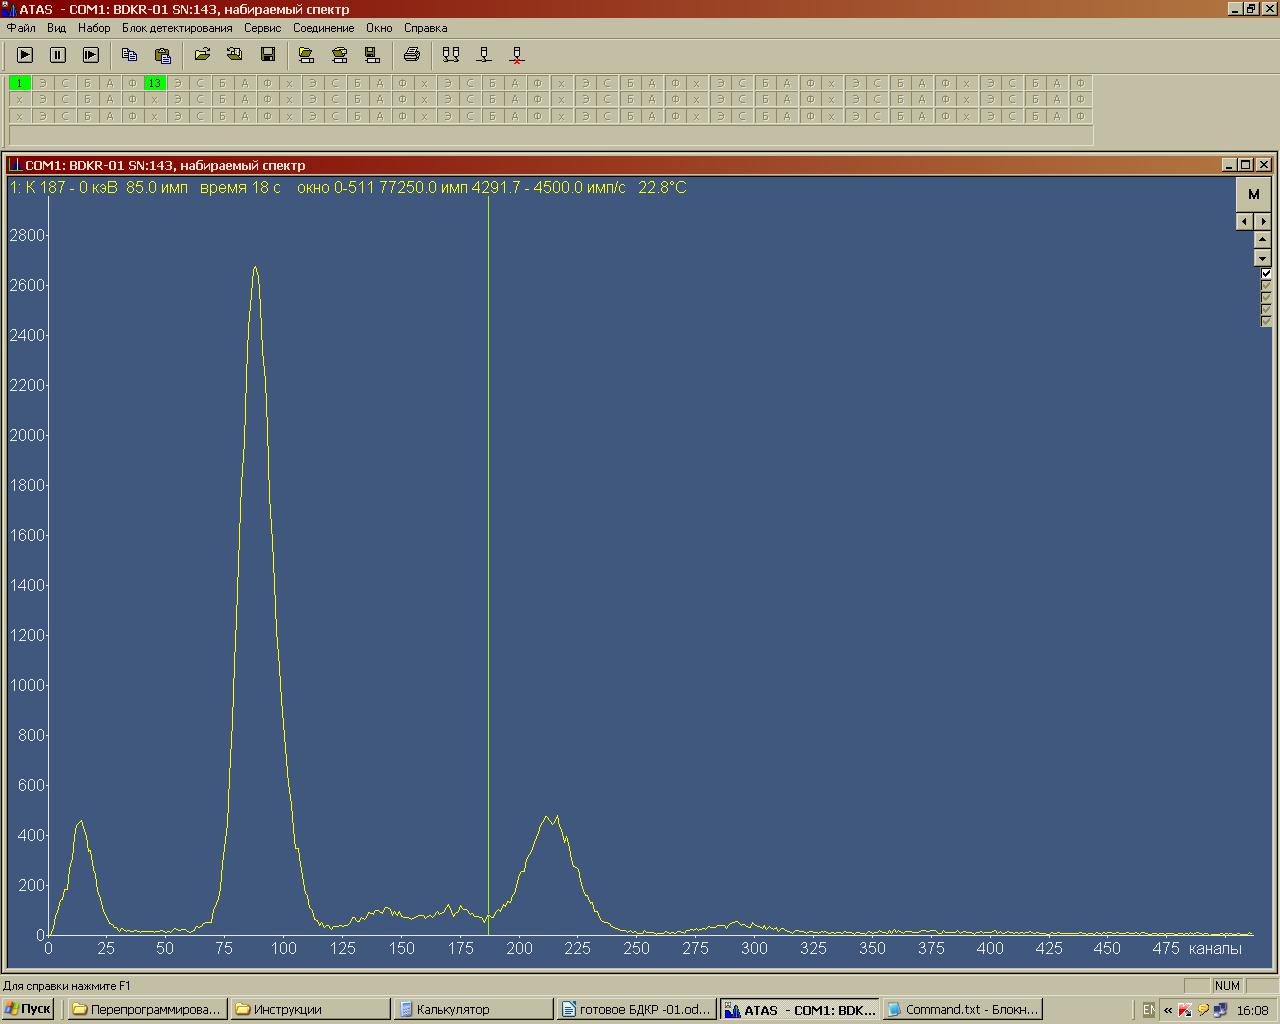 ATAS - COM1: BDKR-01 SN:143, набираемый спектр
Файл Вид Набор Блок детектирования Сервис Соединение Окно Справка
1 Э С Б А Ф 13 Э С Б А Ф х Э С Б А Ф х Э С Б А Ф х Э С Б А Ф х Э С Б А Ф х Э С Б А Ф х Э С Б А Ф
х Э С Б А Ф х Э С Б А Ф х Э С Б А Ф х Э С Б А Ф х Э С Б А Ф х Э С Б А Ф х Э С Б А Ф х Э С Б А Ф
х Э С Б А Ф х Э С Б А Ф х Э С Б А Ф х Э С Б А Ф х Э С Б А Ф х Э С Б А Ф х Э С Б А Ф х Э С Б А Ф
COM1: BDKR-01 SN:143, набираемый спектр
1: К 187 - 0 кэВ 85.0 имп время 18 с окно 0-511 77250.0 имп 4291.7 - 4500.0 имп/с 22.8°C
М
2800
2600
2400
2200
2000
1800
1600
1400
1200
1000
800
600
400
200
0
0 25 50 75 100 125 150 175 200 225 250 275 300 325 350 375 400 425 450 475 каналы
Для справки нажмите F1
NUM
Пуск Перепрограммирова... Инструкции Калькулятор готовое БДКР -01.od... ATAS - COM1: BDK... Command.txt - Блокн... EN « 16:08